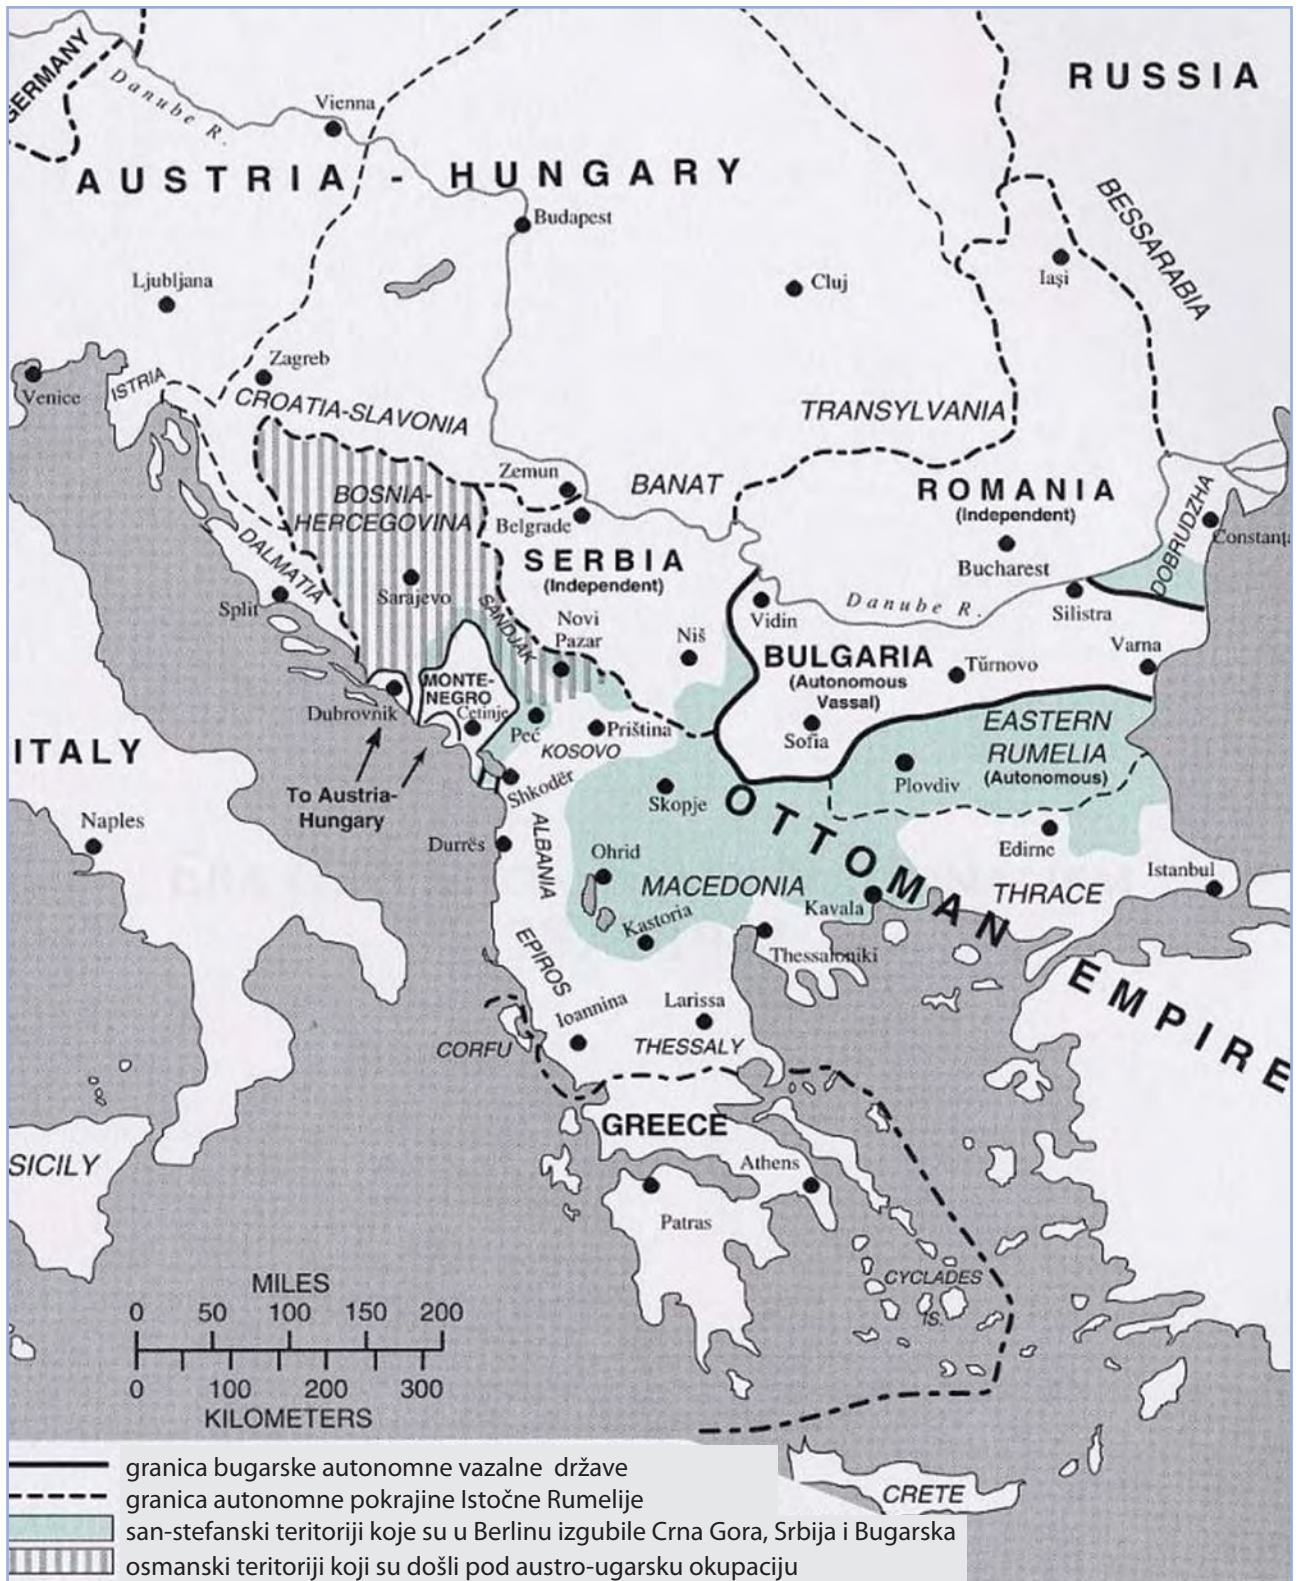 GERMANY
Danube R.
Vienna
RUSSIA
AUSTRIA - HUNGARY
BESSARABIA
Budapest
Iaşi
Ljubljana
Cluj
Zagreb
Venice
ISTRIA
CROATIA-SLAVONIA
TRANSYLVANIA
Zemun
BANAT
ROMANIA
(Independent)
BOSNIA-
HERCEGOVINA
Belgrade
DOBRUDZHA
Constanţa
DALMATIA
SERBIA
(Independent)
Bucharest
Sarajevo
Split
SANDJAK
Novi
Pazar
Niš
Vidin
Danube R.
Silistra
BULGARIA
(Autonomous
Vassal)
Tŭrnovo
Varna
MONTE-
NEGRO
Cetinje
Dubrovnik
Peć
Priština
KOSOVO
Sofia
EASTERN
RUMELIA
(Autonomous)
ITALY
To Austria-
Hungary
Shkodër
Skopje
Plovdiv
OTTOMAN
EMPIRE
Naples
Durrës
ALBANIA
Ohrid
Edirne
Istanbul
MACEDONIA
THRACE
Kastoria
Kavala
Thessaloniki
EPIROS
Ioannina
Larissa
CORFU
THESSALY
GREECE
SICILY
Athens
Patras
CYCLADES
IS.
MILES
0 50 100 150 200
0 100 200 300
KILOMETERS
CRETE
granica bugarske autonomne vazalne države
granica autonomne pokrajine Istočne Rumelije
san-stefanski teritoriji koje su u Berlinu izgubile Crna Gora, Srbija i Bugarska
osmanski teritoriji koji su došli pod austro-ugarsku okupaciju